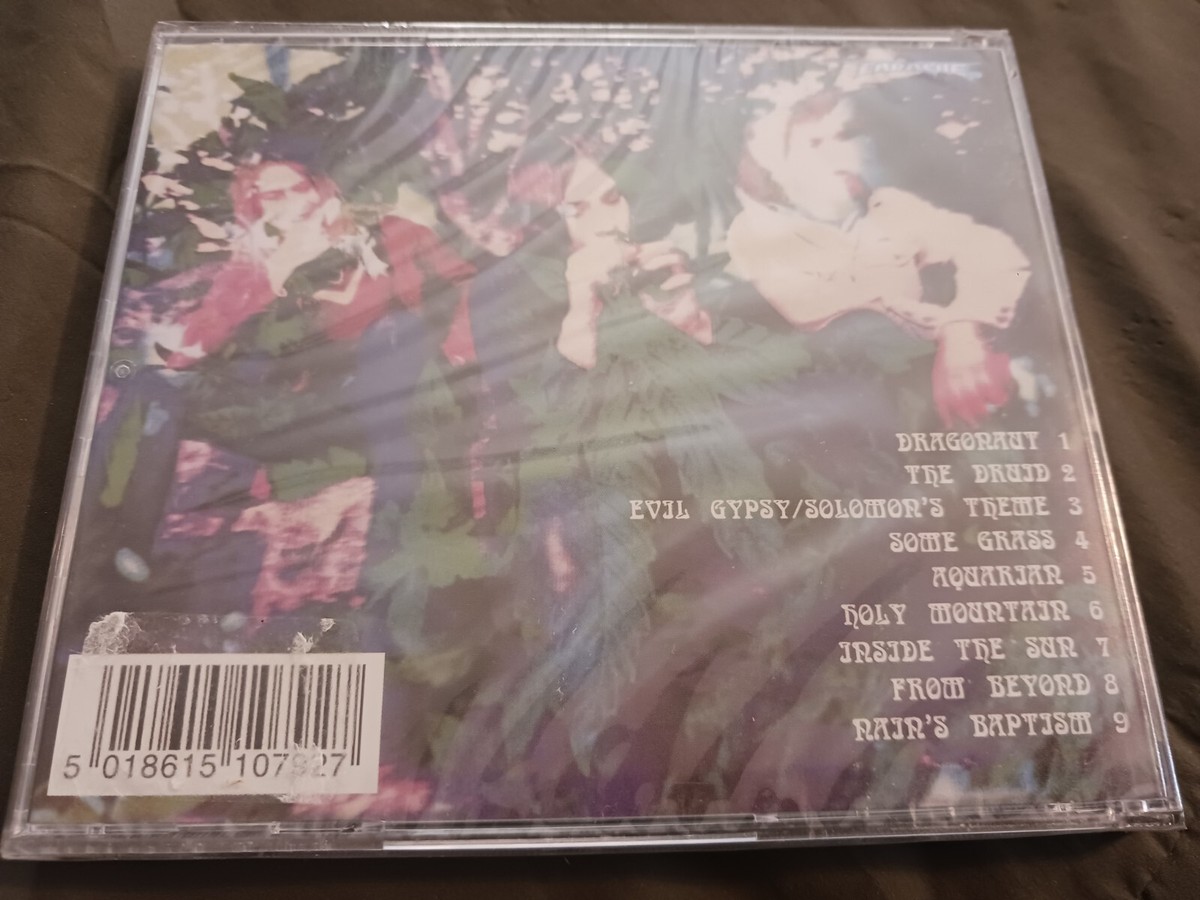 EARACHE
DRAGONAUT 1
THE DRUID 2
EVIL GYPSY/SOLOMON'S THEME 3
SOME GRASS 4
AQUARIAN 5
HOLY MOUNTAIN 6
INSIDE THE SUN 7
FROM BEYOND 8
NAIN'S BAPTISM 9
5 018615 107927